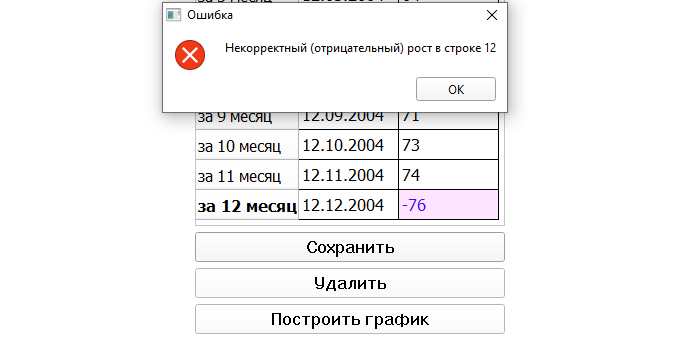 Ошибка
Некорректный (отрицательный) рост в строке 12
OK
за 9 месяц 12.09.2004 71
за 10 месяц 12.10.2004 73
за 11 месяц 12.11.2004 74
за 12 месяц 12.12.2004 -76
Сохранить
Удалить
Построить график